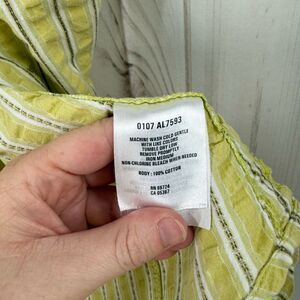 0107 AL7593
MACHINE WASH COLD GENTLE
WITH LIKE COLORS
TUMBLE DRY LOW
REMOVE PROMPTLY
IRON MEDIUM
NON-CHLORINE BLEACH WHEN NEEDED
BODY: 100% COTTON
RN 89724
CA 05367